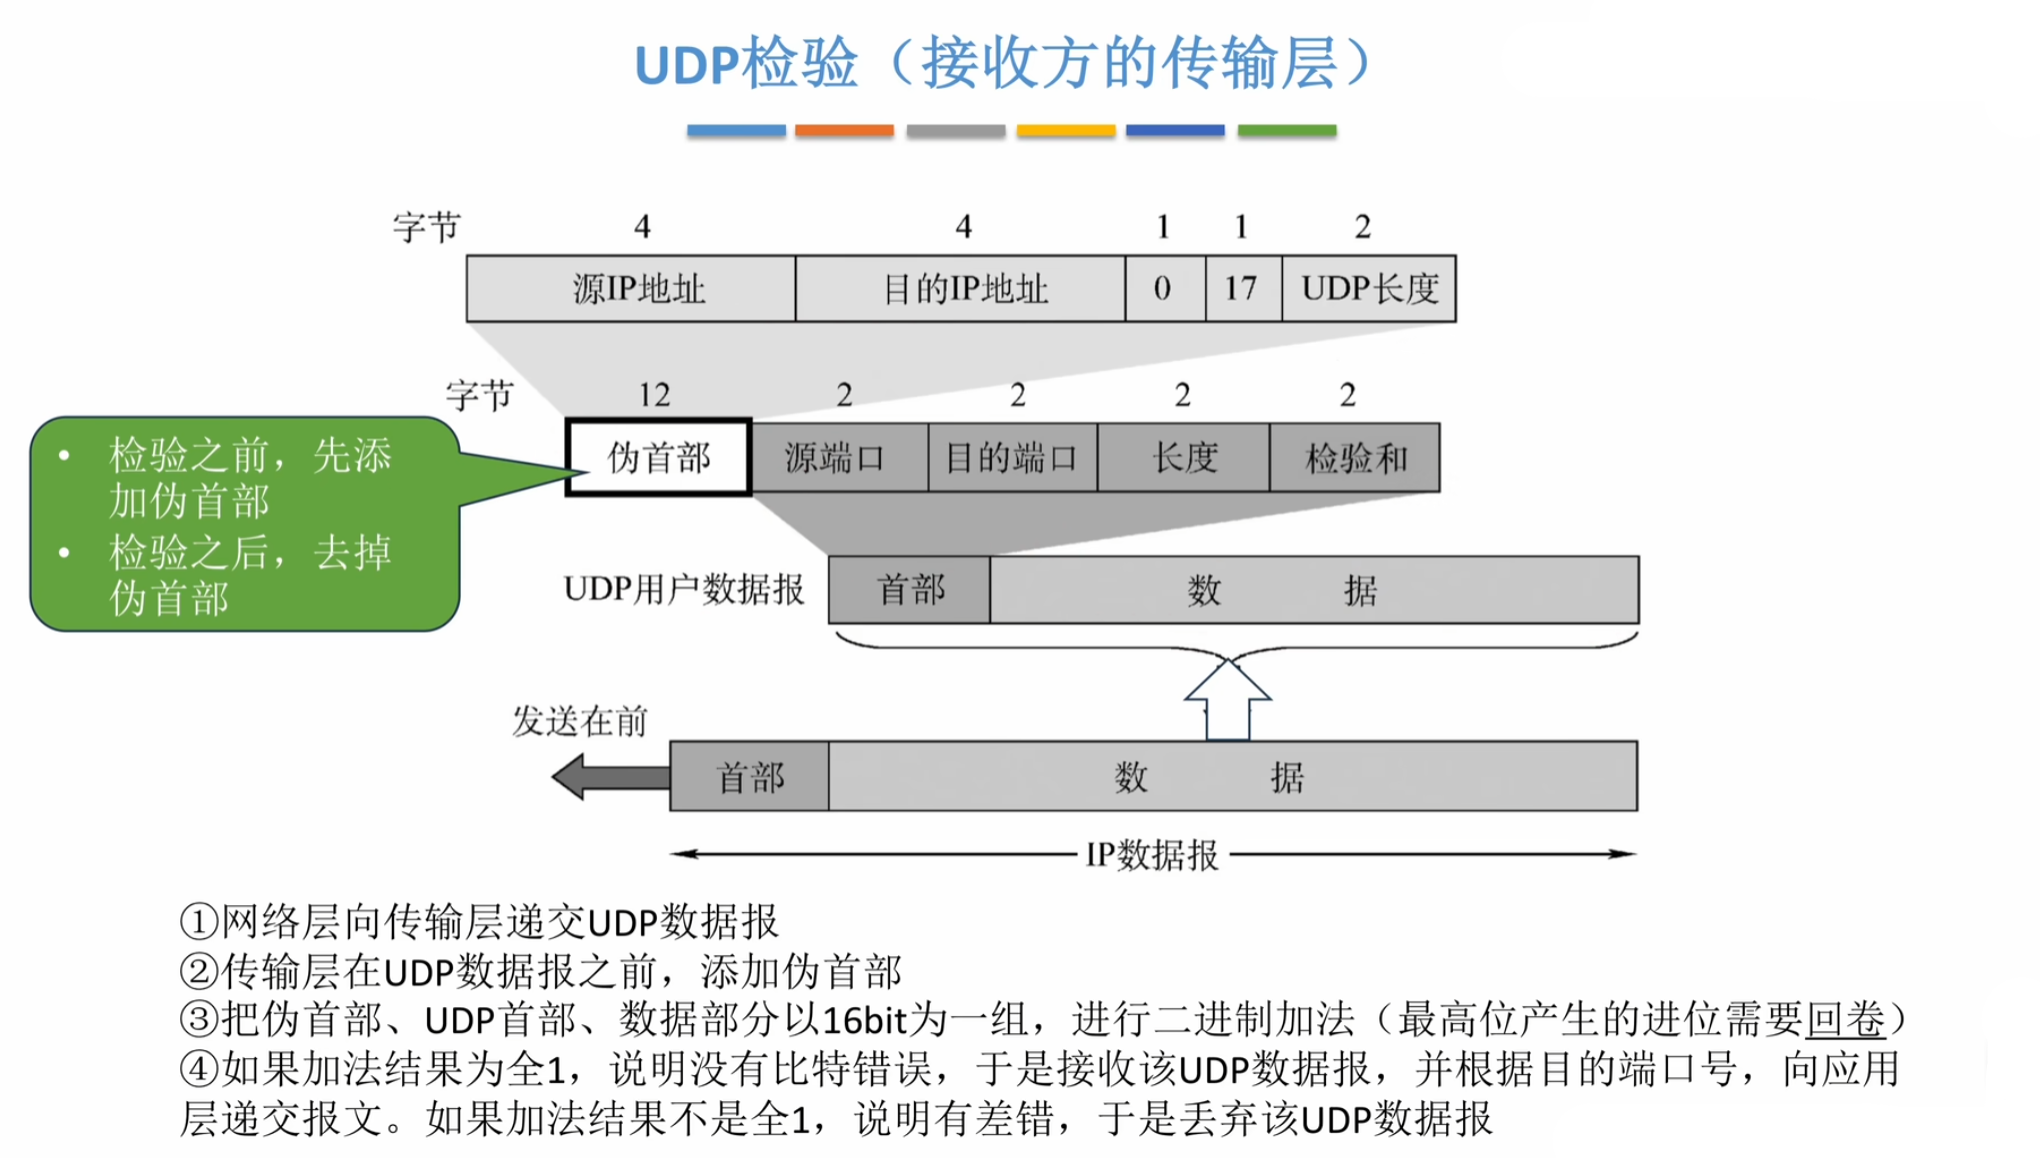 UDP检验（接收方的传输层）
字节 4 4 1 1 2
源IP地址 目的IP地址 0 17 UDP长度
字节 12 2 2 2 2
伪首部 源端口 目的端口 长度 检验和
• 检验之前，先添
加伪首部
• 检验之后，去掉
伪首部
UDP用户数据报 首部 数 据
发送在前
首部 数 据
IP数据报
①网络层向传输层递交UDP数据报
②传输层在UDP数据报之前，添加伪首部
③把伪首部、UDP首部、数据部分以16bit为一组，进行二进制加法（最高位产生的进位需要回卷）
④如果加法结果为全1，说明没有比特错误，于是接收该UDP数据报，并根据目的端口号，向应用
层递交报文。如果加法结果不是全1，说明有差错，于是丢弃该UDP数据报